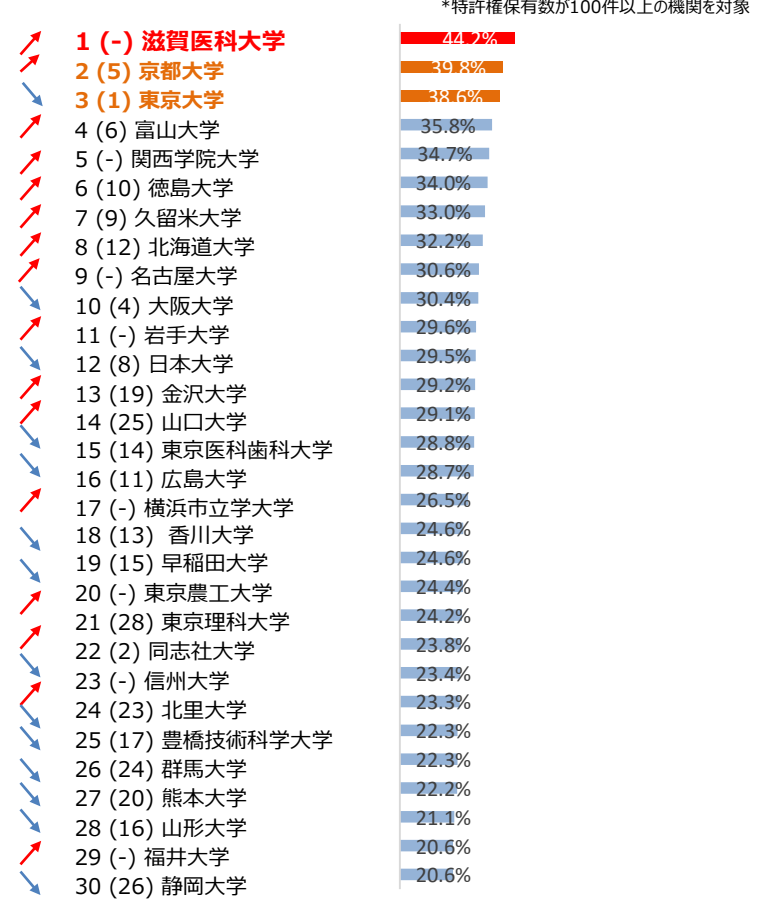 *特許権保有数が100件以上の機関を対象
1 (-) 滋賀医科大学 44.2%
2 (5) 京都大学 39.8%
3 (1) 東京大学 38.6%
4 (6) 富山大学 35.8%
5 (-) 関西学院大学 34.7%
6 (10) 徳島大学 34.0%
7 (9) 久留米大学 33.0%
8 (12) 北海道大学 32.2%
9 (-) 名古屋大学 30.6%
10 (4) 大阪大学 30.4%
11 (-) 岩手大学 29.6%
12 (8) 日本大学 29.5%
13 (19) 金沢大学 29.2%
14 (25) 山口大学 29.1%
15 (14) 東京医科歯科大学 28.8%
16 (11) 広島大学 28.7%
17 (-) 横浜市立学大学 26.5%
18 (13) 香川大学 24.6%
19 (15) 早稲田大学 24.6%
20 (-) 東京農工大学 24.4%
21 (28) 東京理科大学 24.2%
22 (2) 同志社大学 23.8%
23 (-) 信州大学 23.4%
24 (23) 北里大学 23.3%
25 (17) 豊橋技術科学大学 22.3%
26 (24) 群馬大学 22.3%
27 (20) 熊本大学 22.2%
28 (16) 山形大学 21.1%
29 (-) 福井大学 20.6%
30 (26) 静岡大学 20.6%